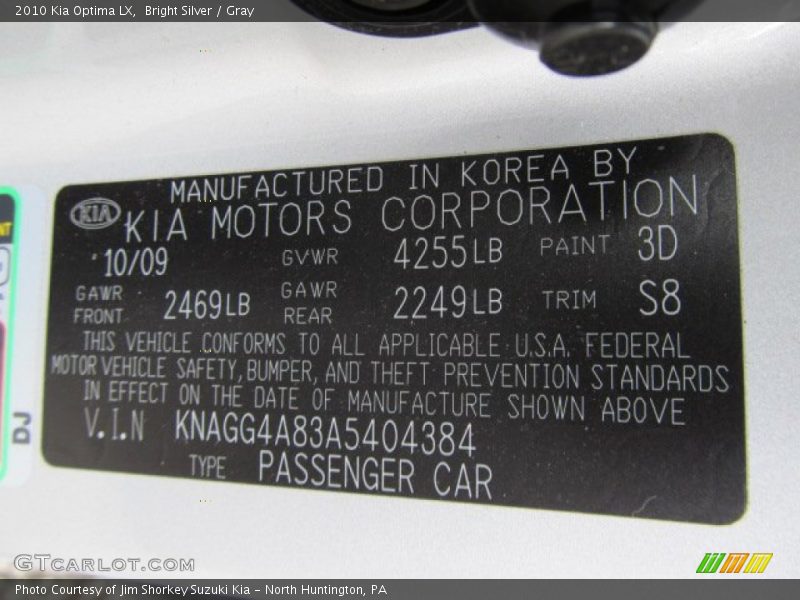 2010 Kia Optima LX, Bright Silver / Gray
MANUFACTURED IN KOREA BY
KIA KIA MOTORS CORPORATION
10/09 GVWR 4255LB PAINT 3D
GAWR FRONT 2469LB GAWR REAR 2249LB TRIM S8
THIS VEHICLE CONFORMS TO ALL APPLICABLE U.S.A. FEDERAL
MOTOR VEHICLE SAFETY, BUMPER, AND THEFT PREVENTION STANDARDS
IN EFFECT ON THE DATE OF MANUFACTURE SHOWN ABOVE
V.I.N KNAGG4A83A5404384
TYPE PASSENGER CAR
DJ
GTCARLOT.COM
Photo Courtesy of Jim Shorkey Suzuki Kia - North Huntington, PA